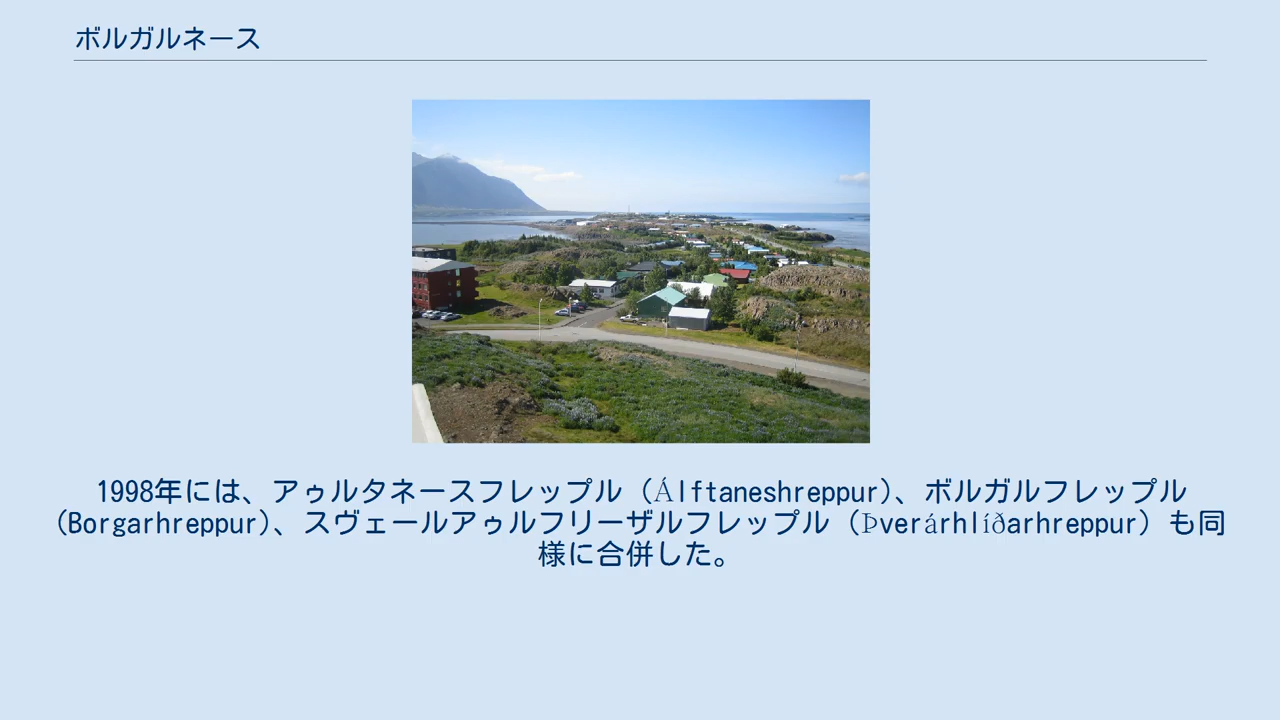 ボルガルネース
1998年には、アゥルタネースフレップル（Álftaneshreppur)、ボルガルフレップル
(Borgarhreppur)、スヴェールアゥルフリーザルフレップル（Þverárhlíðarhreppur）も同
様に合併した。